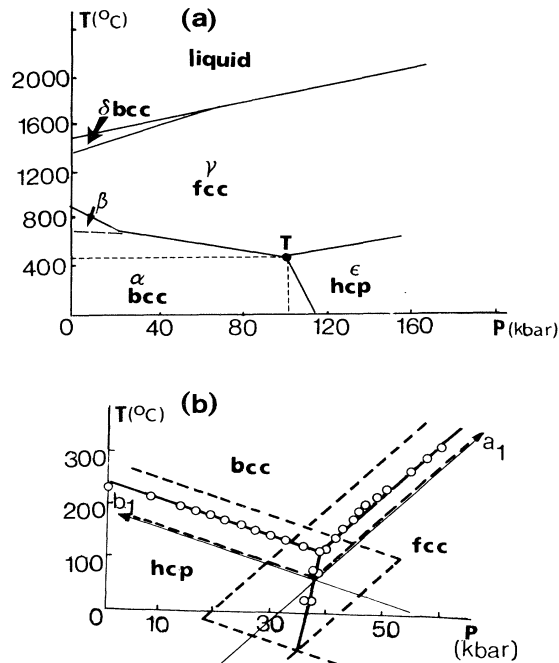 T(°C) (a)
liquid
2000
δbcc
1600
1200
γ
fcc
β
800
T
400
α
bcc
ε
hcp
0 40 80 120 160 P(kbar)
T(°C) (b)
a1
300
bcc
200
b1
fcc
100
hcp
0
10 30 50 P
(kbar)